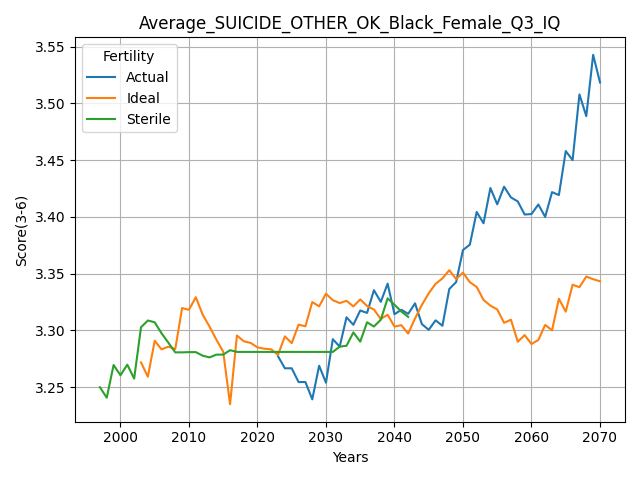 Average_SUICIDE_OTHER_OK_Black_Female_Q3_IQ
3.55
3.50
3.45
3.40
3.35
3.30
3.25
Score(3-6)
Fertility
Actual
Ideal
Sterile
2000 2010 2020 2030 2040 2050 2060 2070
Years